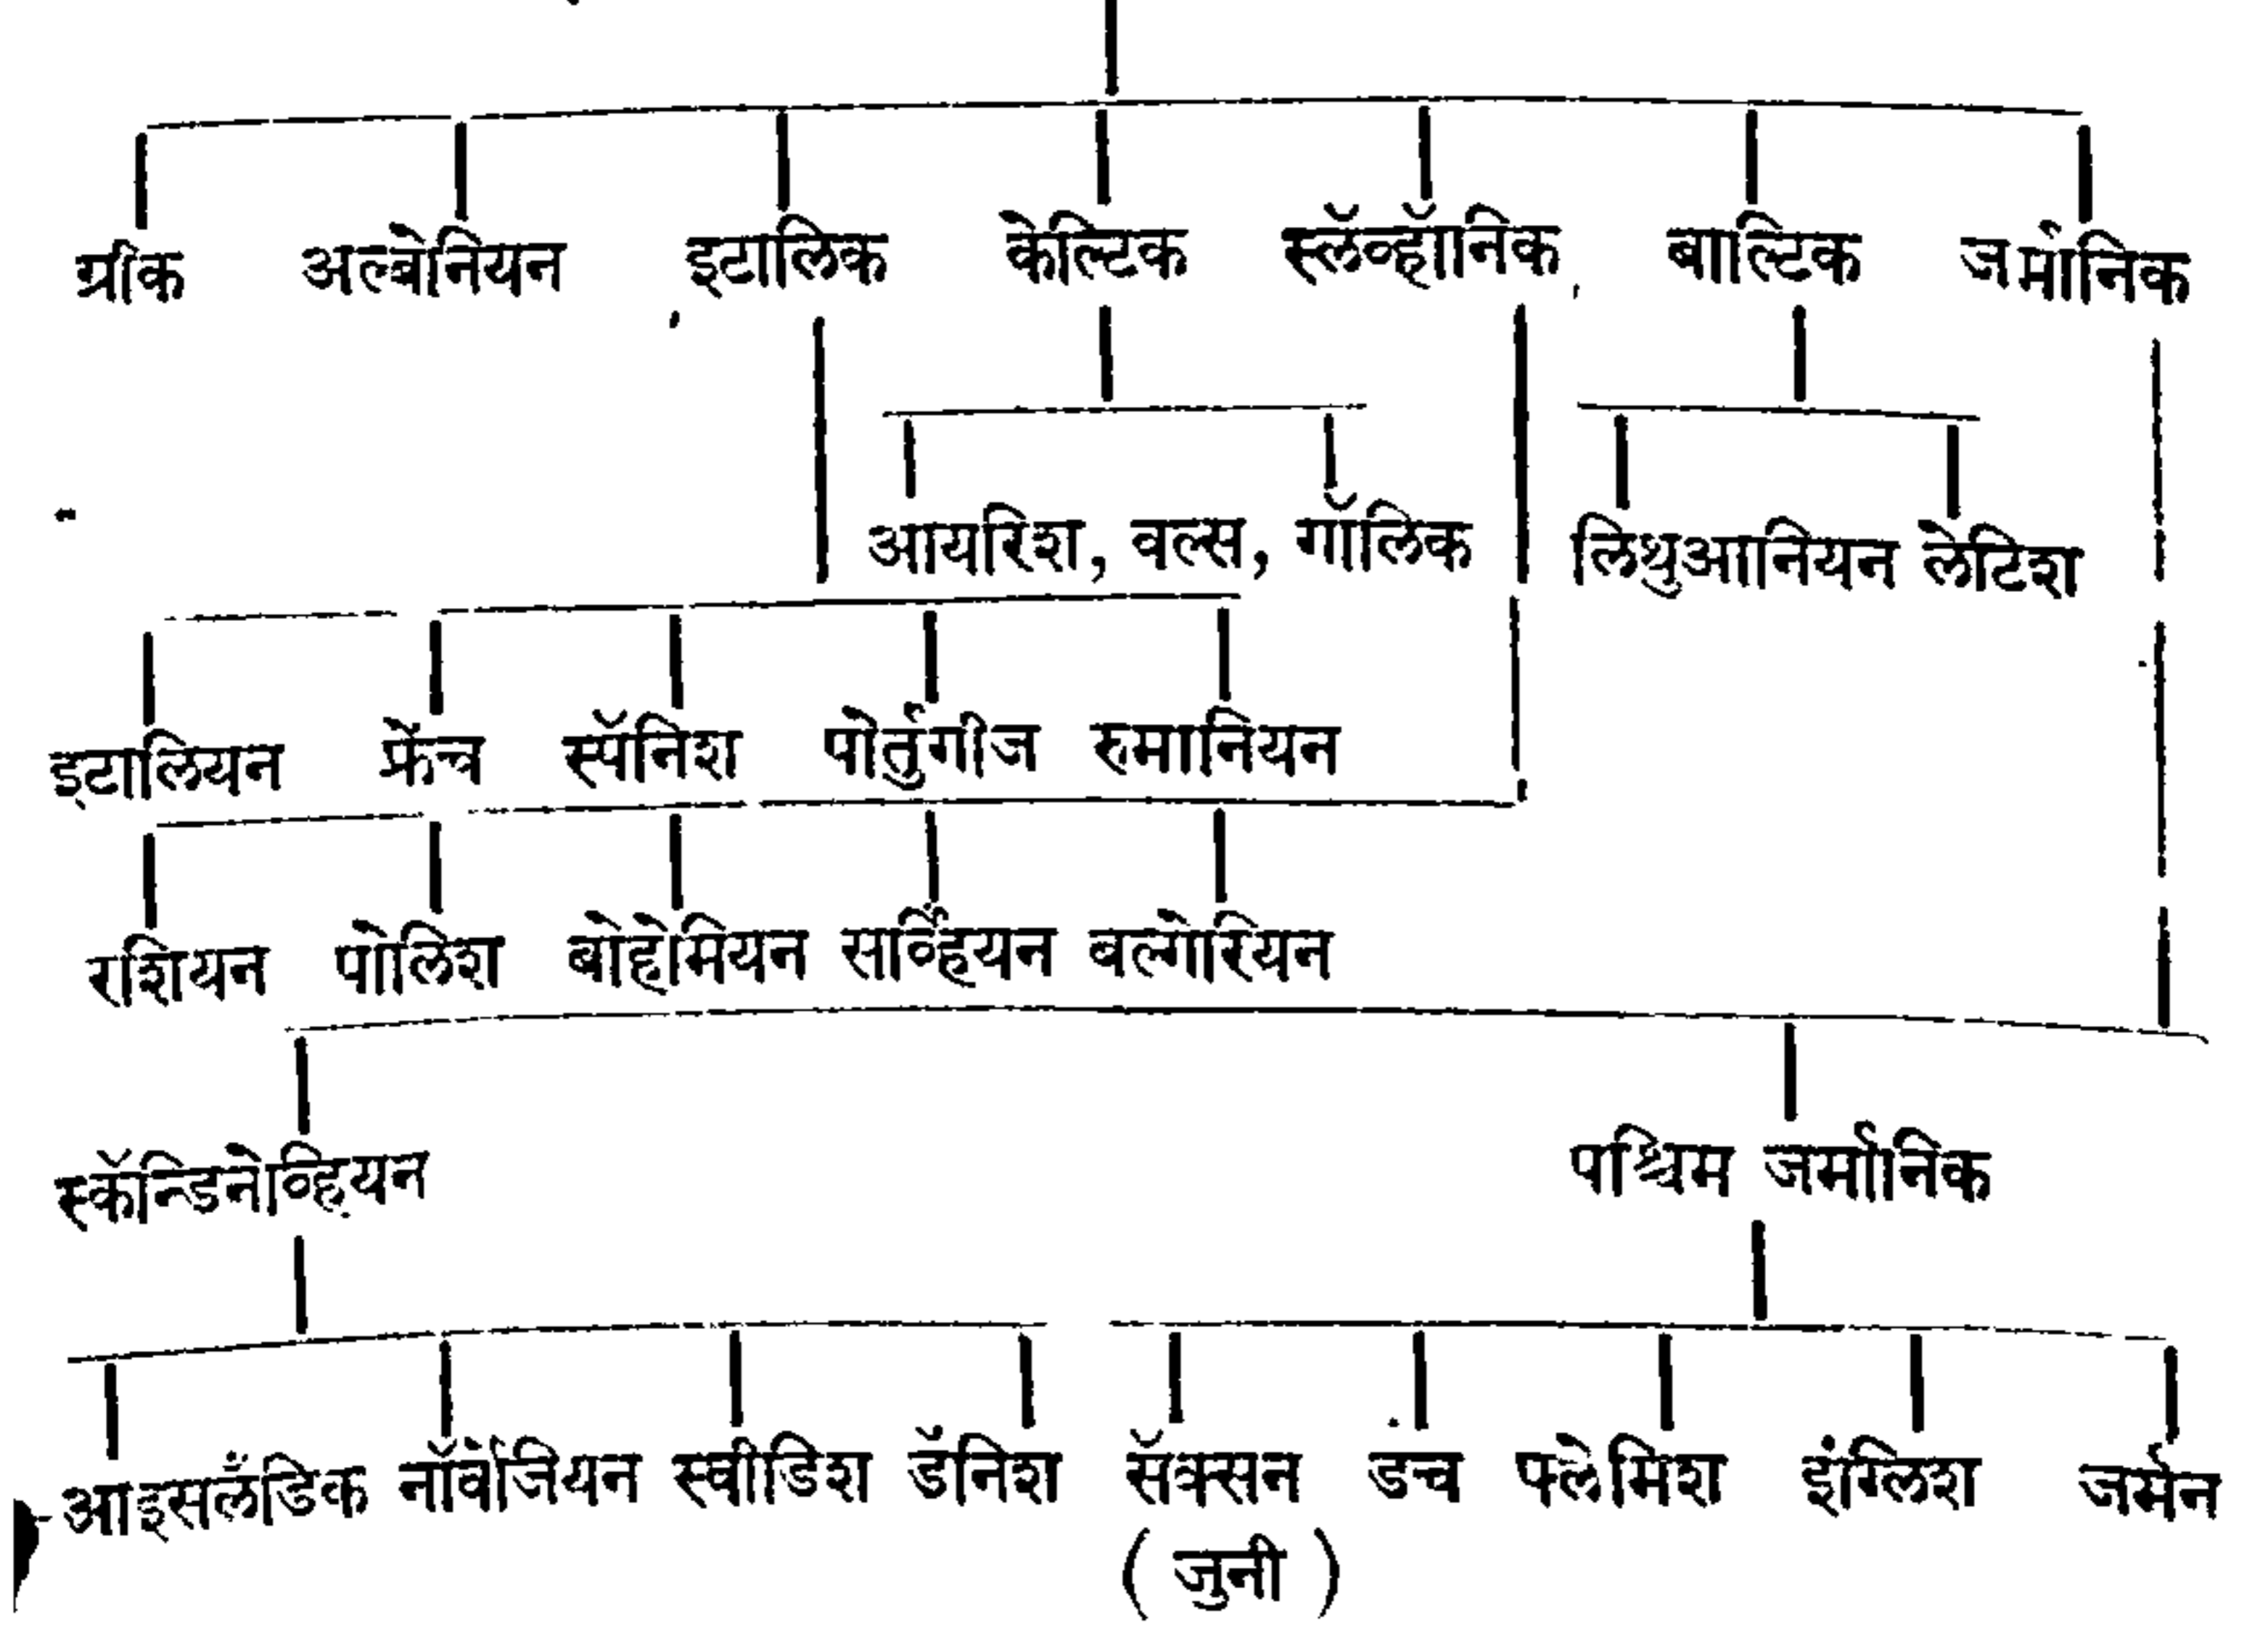 ग्रीक अल्बेनियन इटालिक केल्टिक स्लॅव्हॉनिक बाल्टिक जर्मानिक
आयरिश, वेल्स, गॉलिक लिथुआनियन लेटिश
इटालियन फ्रेंच स्पॅनिश पोर्तुगीज रुमानियन
रशियन पोलिश बोहेमियन सर्व्हियन बल्गेरियन
स्कॅन्डिनेव्हियन पश्चिम जर्मानिक
आइसलँडिक नॉर्वेजियन स्वीडिश डॅनिश सॅक्सन डच फ्लेमिश इंग्लिश जर्मन
( जुनी )